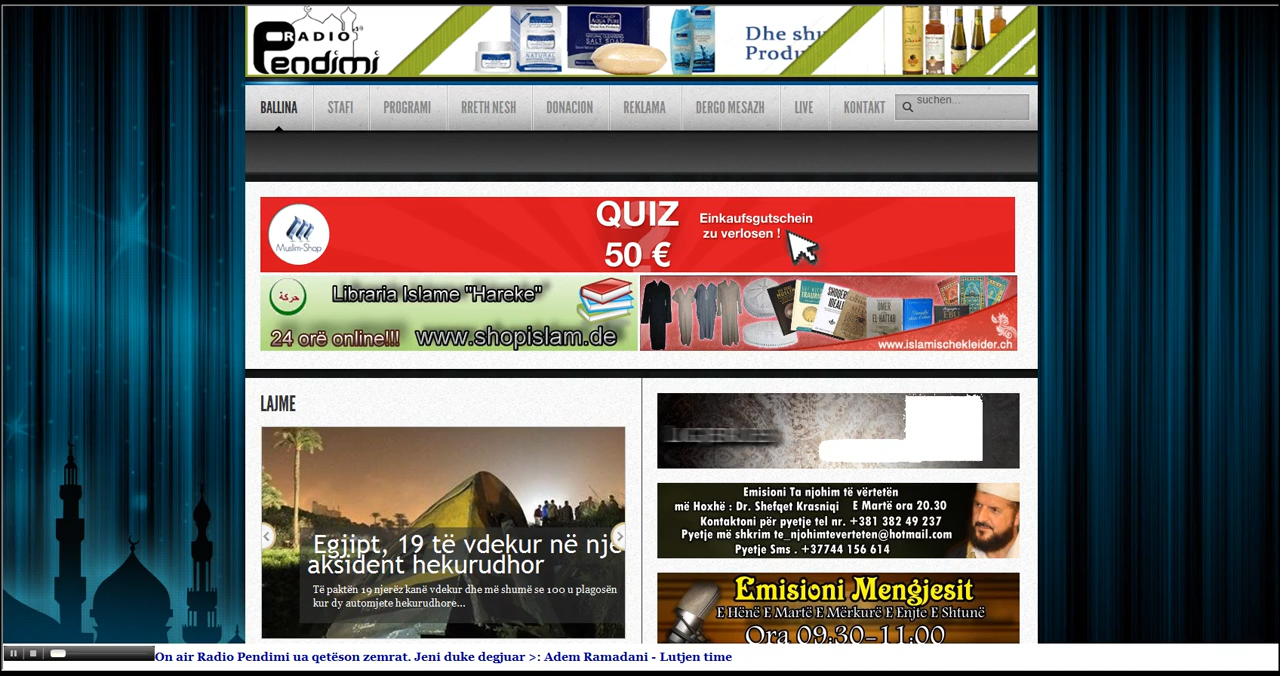 RADIO
Pendimi
Dhe shu
Produk
BALLINA
STAFI
PROGRAMI
RRETH NESH
DONACION
REKLAMA
DERGO MESAZH
LIVE
KONTAKT
suchen...
Muslim-Shop
QUIZ
50 €
Einkaufsgutschein
zu verlosen !
Libraria Islame "Hareke"
24 orë online!!!
www.shopislam.de
www.islamischekleider.ch
LAJME
Egjipt, 19 të vdekur në një
aksident hekurudhor
Të paktën 19 njerëz kanë vdekur dhe më shumë se 100 u plagosën
kur dy automjete hekurudhore...
Emisioni Ta njohim të vërtetën
më Hoxhë : Dr. Shefqet Krasniqi E Martë ora 20.30
Kontaktoni për pyetje tel nr. +381 382 49 237
Pyetje më shkrim te_njohimteverteten@hotmail.com
Pyetje Sms . +37744 156 614
Emisioni Mengjesit
E Hënë E Martë E Mërkurë E Enjte E Shtunë
Ora 09:30-11:00
On air Radio Pendimi ua qetëson zemrat. Jeni duke degjuar >: Adem Ramadani - Lutjen time